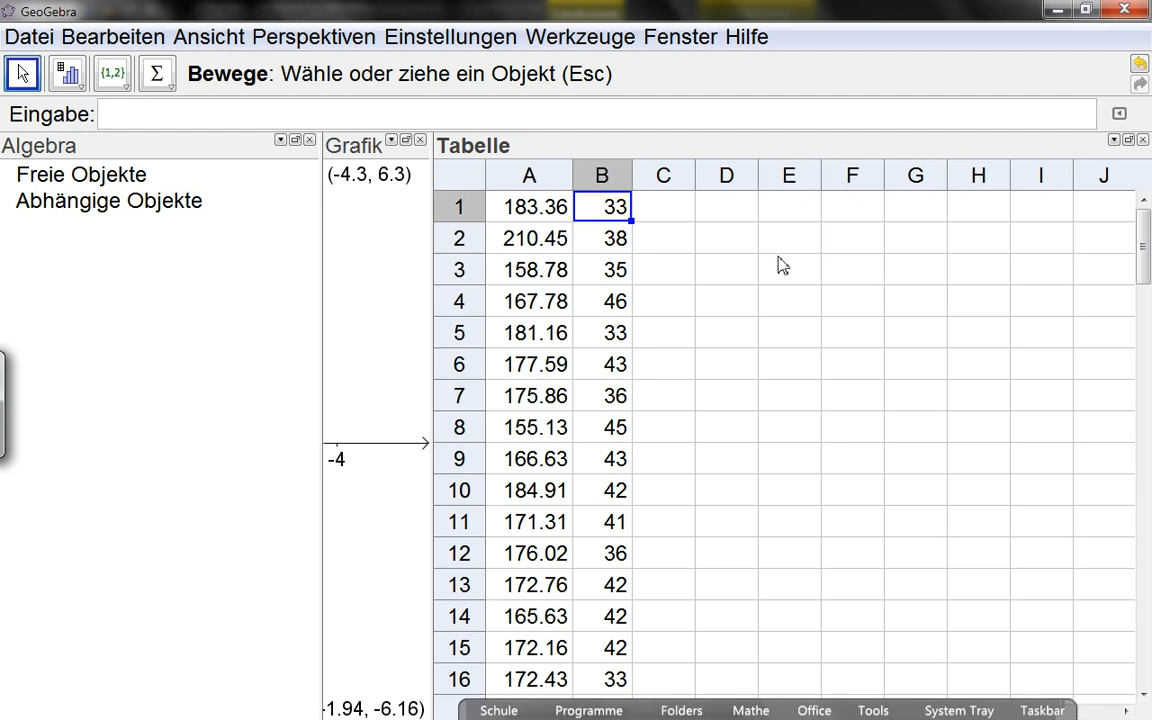 GeoGebra
Datei Bearbeiten Ansicht Perspektiven Einstellungen Werkzeuge Fenster Hilfe
{1,2} Σ Bewege: Wähle oder ziehe ein Objekt (Esc)
Eingabe:
Algebra
Freie Objekte
Abhängige Objekte
Grafik
(-4.3, 6.3)
-4
1.94, -6.16)
Tabelle
A B C D E F G H I J
1 183.36 33
2 210.45 38
3 158.78 35
4 167.78 46
5 181.16 33
6 177.59 43
7 175.86 36
8 155.13 45
9 166.63 43
10 184.91 42
11 171.31 41
12 176.02 36
13 172.76 42
14 165.63 42
15 172.16 42
16 172.43 33
Schule Programme Folders Mathe Office Tools System Tray Taskbar